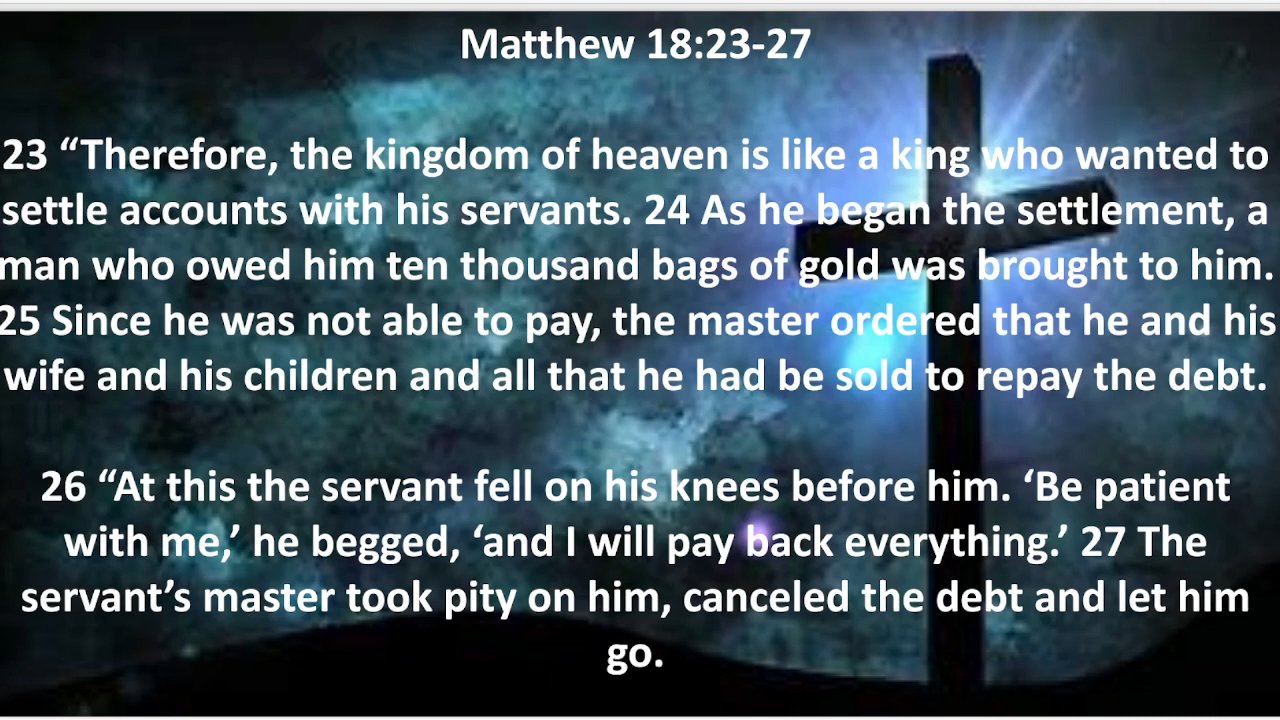 Matthew 18:23-27
23 “Therefore, the kingdom of heaven is like a king who wanted to
settle accounts with his servants. 24 As he began the settlement, a
man who owed him ten thousand bags of gold was brought to him.
25 Since he was not able to pay, the master ordered that he and his
wife and his children and all that he had be sold to repay the debt.
26 “At this the servant fell on his knees before him. ‘Be patient
with me,’ he begged, ‘and I will pay back everything.’ 27 The
servant’s master took pity on him, canceled the debt and let him
go.